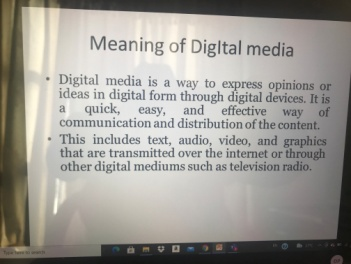 Meaning of DigItal media
• Digital media is a way to express opinions or
ideas in digital form through digital devices. It is
a quick, easy, and effective way of
communication and distribution of the content.
• This includes text, audio, video, and graphics
that are transmitted over the internet or through
other digital mediums such as television radio.
Type here to search